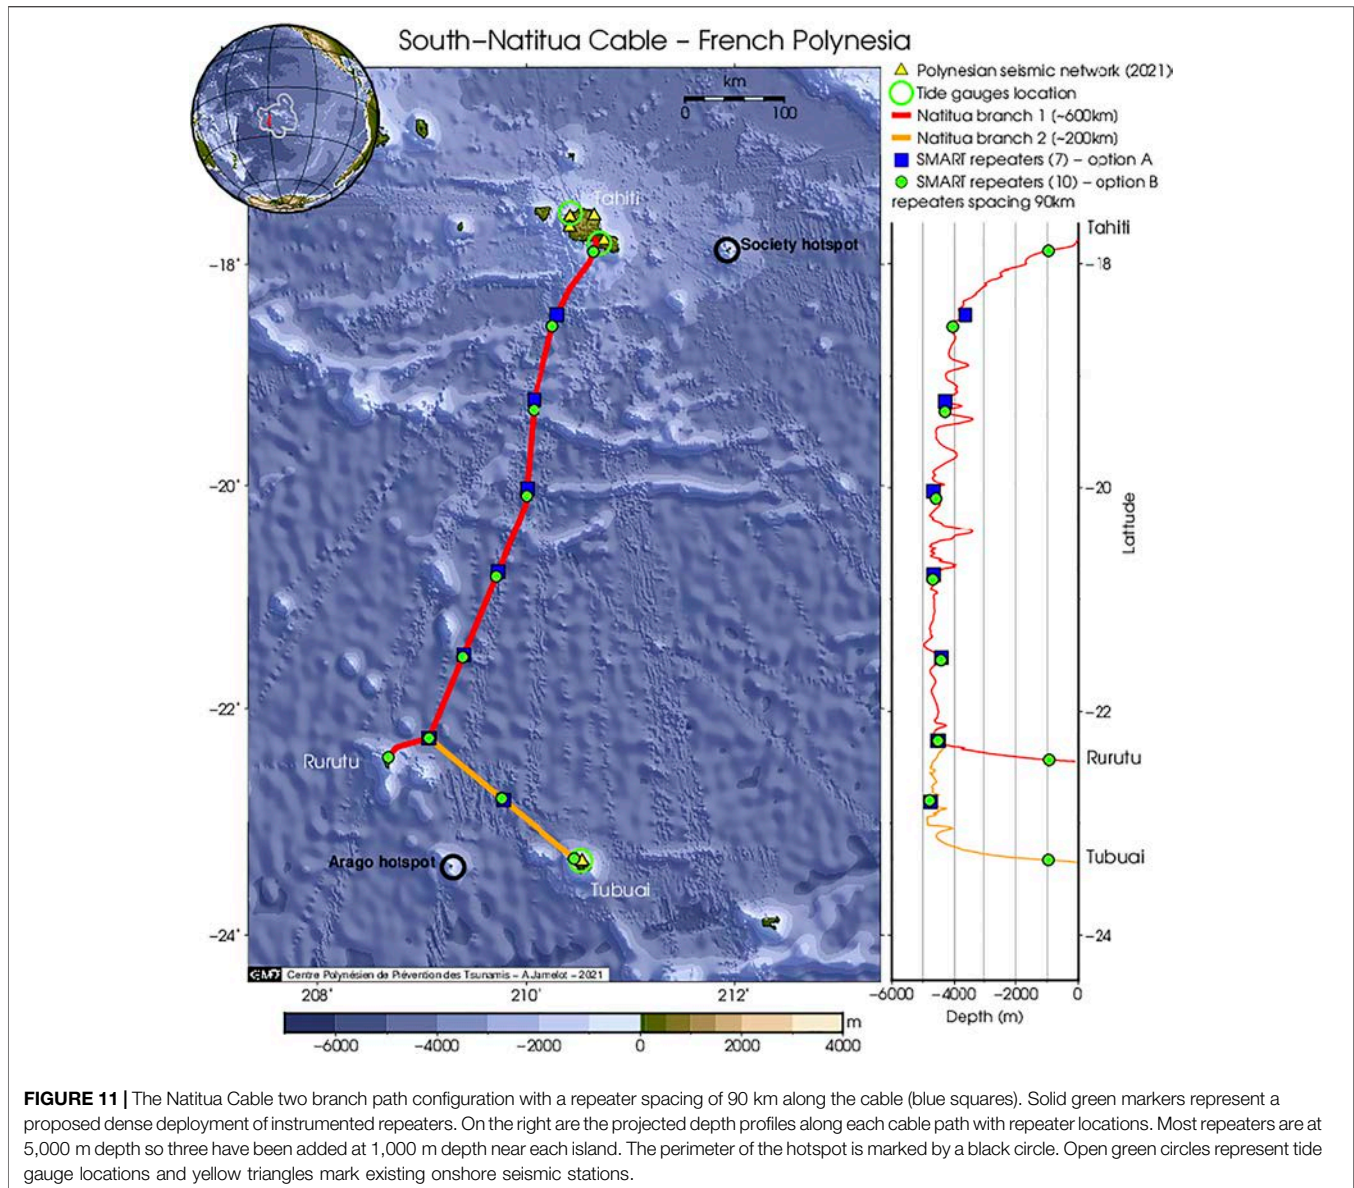 South–Natitua Cable – French Polynesia
km
0 100
Polynesian seismic network (2021)
Tide gauges location
Natitua branch 1 (~600km)
Natitua branch 2 (~200km)
SMART repeaters (7) – option A
SMART repeaters (10) – option B
repeaters spacing 90km
Tahiti
Society hotspot
Rurutu
Arago hotspot
Tubuai
−18°
−20°
−22°
−24°
208°
210°
212°
Centre Polynésien de Prévention des Tsunamis – A.Jamelot – 2021
−6000 −4000 −2000 0 2000 4000
m
Tahiti
−18
−20
Latitude
−22
Rurutu
Tubuai
−24
−6000 −4000 −2000 0
Depth (m)
FIGURE 11 | The Natitua Cable two branch path configuration with a repeater spacing of 90 km along the cable (blue squares). Solid green markers represent a
proposed dense deployment of instrumented repeaters. On the right are the projected depth profiles along each cable path with repeater locations. Most repeaters are at
5,000 m depth so three have been added at 1,000 m depth near each island. The perimeter of the hotspot is marked by a black circle. Open green circles represent tide
gauge locations and yellow triangles mark existing onshore seismic stations.